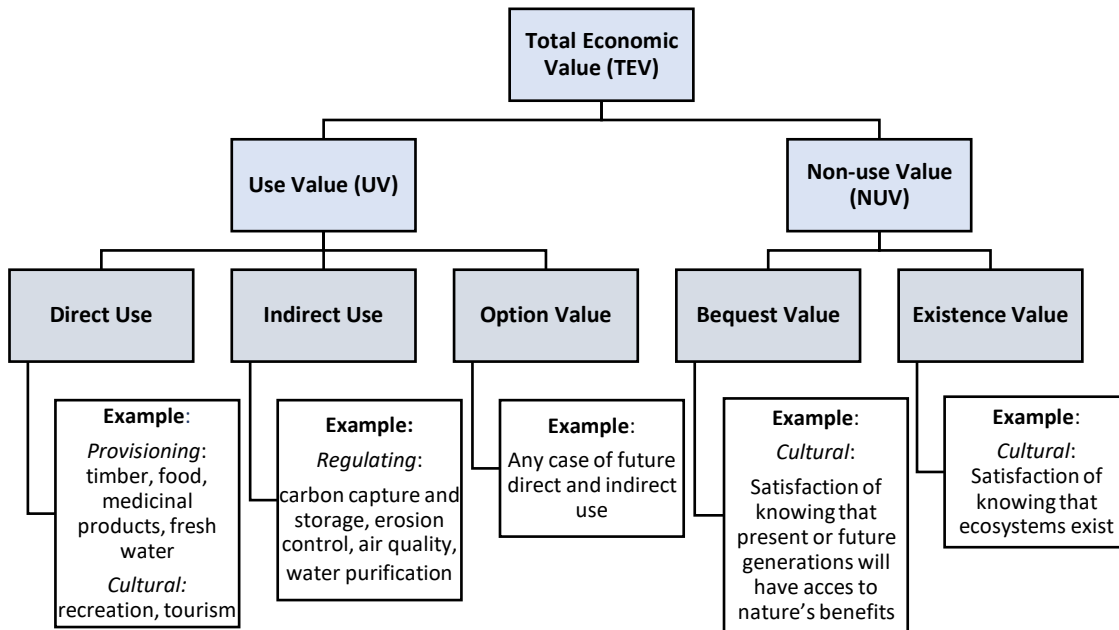 Total Economic
Value (TEV)
Use Value (UV)
Non-use Value
(NUV)
Direct Use
Indirect Use
Option Value
Bequest Value
Existence Value
Example:
Provisioning:
timber, food,
medicinal
products, fresh
water
Cultural:
recreation, tourism
Example:
Regulating:
carbon capture and
storage, erosion
control, air quality,
water purification
Example:
Any case of future
direct and indirect
use
Example:
Cultural:
Satisfaction of
knowing that
present or future
generations will
have acces to
nature’s benefits
Example:
Cultural:
Satisfaction of
knowing that
ecosystems exist